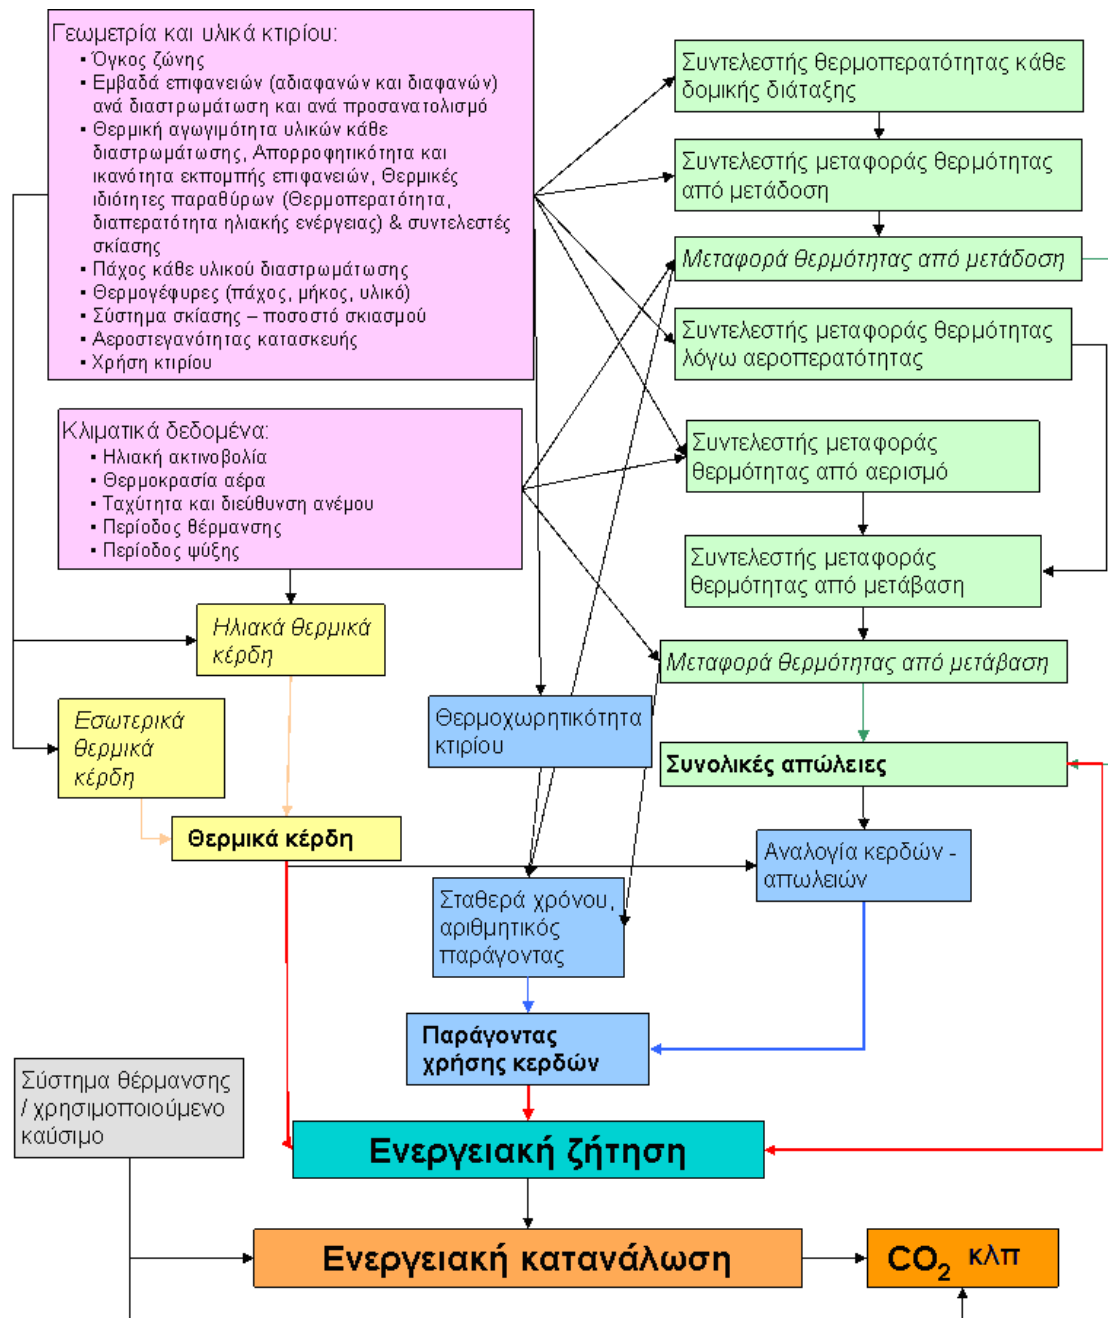 Γεωμετρία και υλικά κτιρίου:
▪ Όγκος ζώνης
▪ Εμβαδά επιφανειών (αδιαφανών και διαφανών)
ανά διαστρωμάτωση και ανά προσανατολισμό
▪ Θερμική αγωγιμότητα υλικών κάθε
διαστρωμάτωσης, Απορροφητικότητα και
ικανότητα εκπομπής επιφανειών, Θερμικές
ιδιότητες παραθύρων (Θερμοπερατότητα,
διαπερατότητα ηλιακής ενέργειας) & συντελεστές
σκίασης
▪ Πάχος κάθε υλικού διαστρωμάτωσης
▪ Θερμογέφυρες (πάχος, μήκος, υλικό)
▪ Σύστημα σκίασης – ποσοστό σκιασμού
▪ Αεροστεγανότητας κατασκευής
▪ Χρήση κτιρίου
Κλιματικά δεδομένα:
▪ Ηλιακή ακτινοβολία
▪ Θερμοκρασία αέρα
▪ Ταχύτητα και διεύθυνση ανέμου
▪ Περίοδος θέρμανσης
▪ Περίοδος ψύξης
Συντελεστής θερμοπερατότητας κάθε
δομικής διάταξης
Συντελεστής μεταφοράς θερμότητας
από μετάδοση
Μεταφορά θερμότητας από μετάδοση
Συντελεστής μεταφοράς θερμότητας
λόγω αεροπερατότητας
Συντελεστής μεταφοράς
θερμότητας από αερισμό
Συντελεστής μεταφοράς
θερμότητας από μετάβαση
Μεταφορά θερμότητας από μετάβαση
Συνολικές απώλειες
Ηλιακά θερμικά
κέρδη
Εσωτερικά
θερμικά
κέρδη
Θερμικά κέρδη
Θερμοχωρητικότητα
κτιρίου
Αναλογία κερδών -
απωλειών
Σταθερά χρόνου,
αριθμητικός
παράγοντας
Παράγοντας
χρήσης κερδών
Σύστημα θέρμανσης
/ χρησιμοποιούμενο
καύσιμο
Ενεργειακή ζήτηση
Ενεργειακή κατανάλωση
CO₂ κλπ